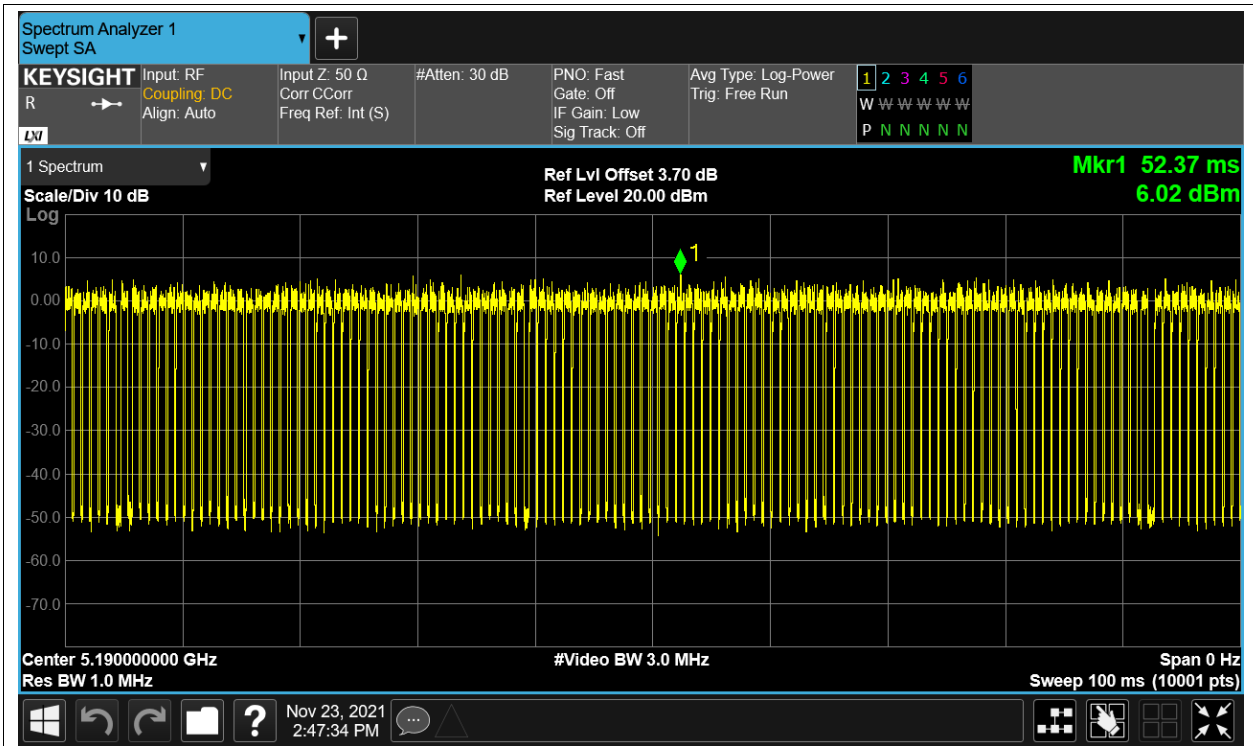 Spectrum Analyzer 1
Swept SA
KEYSIGHT
R
LXI
Input: RF
Coupling: DC
Align: Auto
Input Z: 50 Ω
Corr CCorr
Freq Ref: Int (S)
#Atten: 30 dB
PNO: Fast
Gate: Off
IF Gain: Low
Sig Track: Off
Avg Type: Log-Power
Trig: Free Run
1 2 3 4 5 6
W W W W W W
P N N N N N
1 Spectrum
Scale/Div 10 dB
Log
Ref Lvl Offset 3.70 dB
Ref Level 20.00 dBm
Mkr1 52.37 ms
6.02 dBm
1
10.0
0.00
-10.0
-20.0
-30.0
-40.0
-50.0
-60.0
-70.0
Center 5.190000000 GHz
Res BW 1.0 MHz
#Video BW 3.0 MHz
Span 0 Hz
Sweep 100 ms (10001 pts)
?
Nov 23, 2021
2:47:34 PM